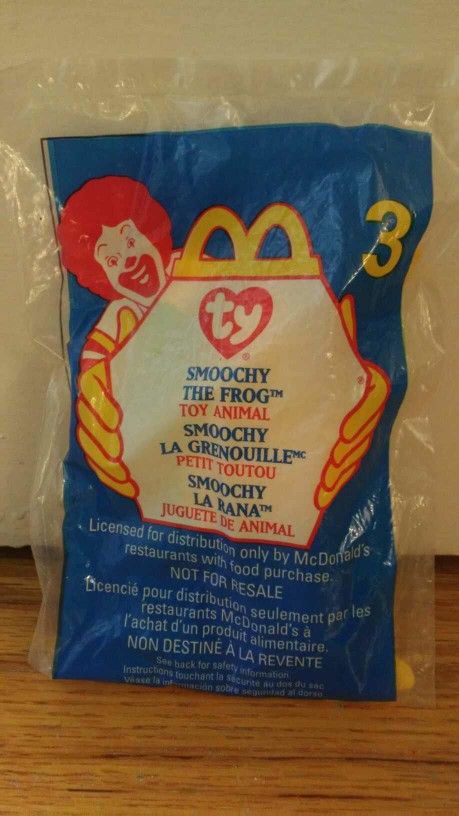 3
ty®
SMOOCHY
THE FROG™
TOY ANIMAL
SMOOCHY
LA GRENOUILLE MC
PETIT TOUTOU
SMOOCHY
LA RANA™
JUGUETE DE ANIMAL
®
Licensed for distribution only by McDonald's
restaurants with food purchase.
NOT FOR RESALE
Licencié pour distribution seulement par les
restaurants McDonald's à
l'achat d'un produit alimentaire.
NON DESTINÉ À LA REVENTE
See back for safety information.
Instructions touchant la sécurité au dos du sac
Véase la información sobre seguridad al dorso